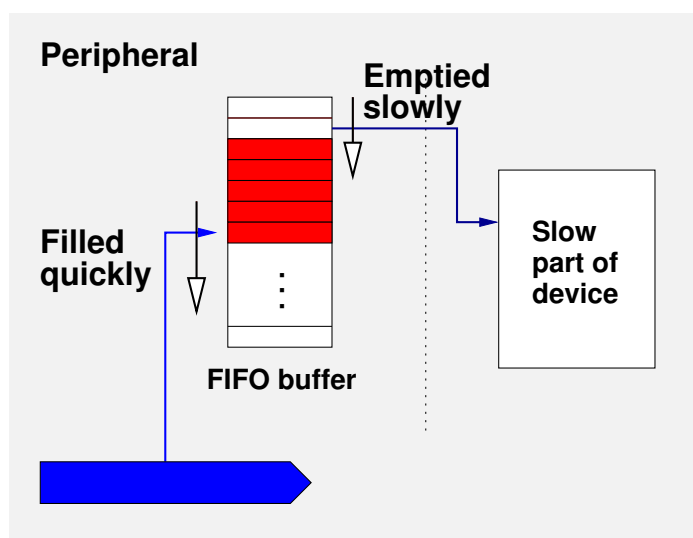 Peripheral
Emptied
slowly
Filled
quickly
Slow
part of
device
FIFO buffer